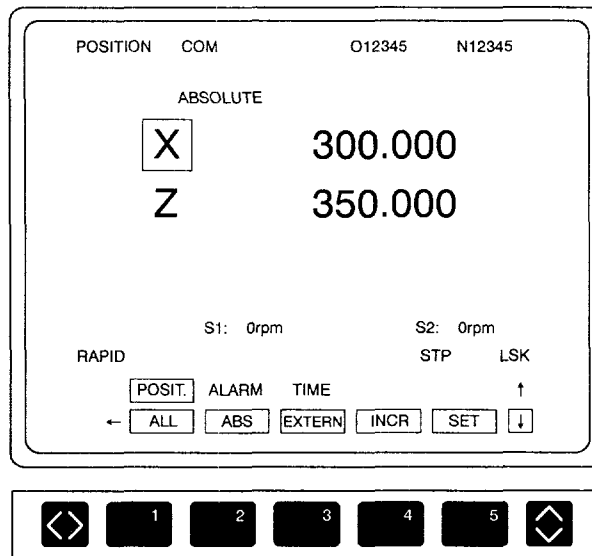 POSITION COM O12345 N12345
ABSOLUTE
X 300.000
Z 350.000
S1: 0rpm S2: 0rpm
RAPID STP LSK
POSIT. ALARM TIME ↑
← ALL ABS EXTERN INCR SET ↓
1 2 3 4 5